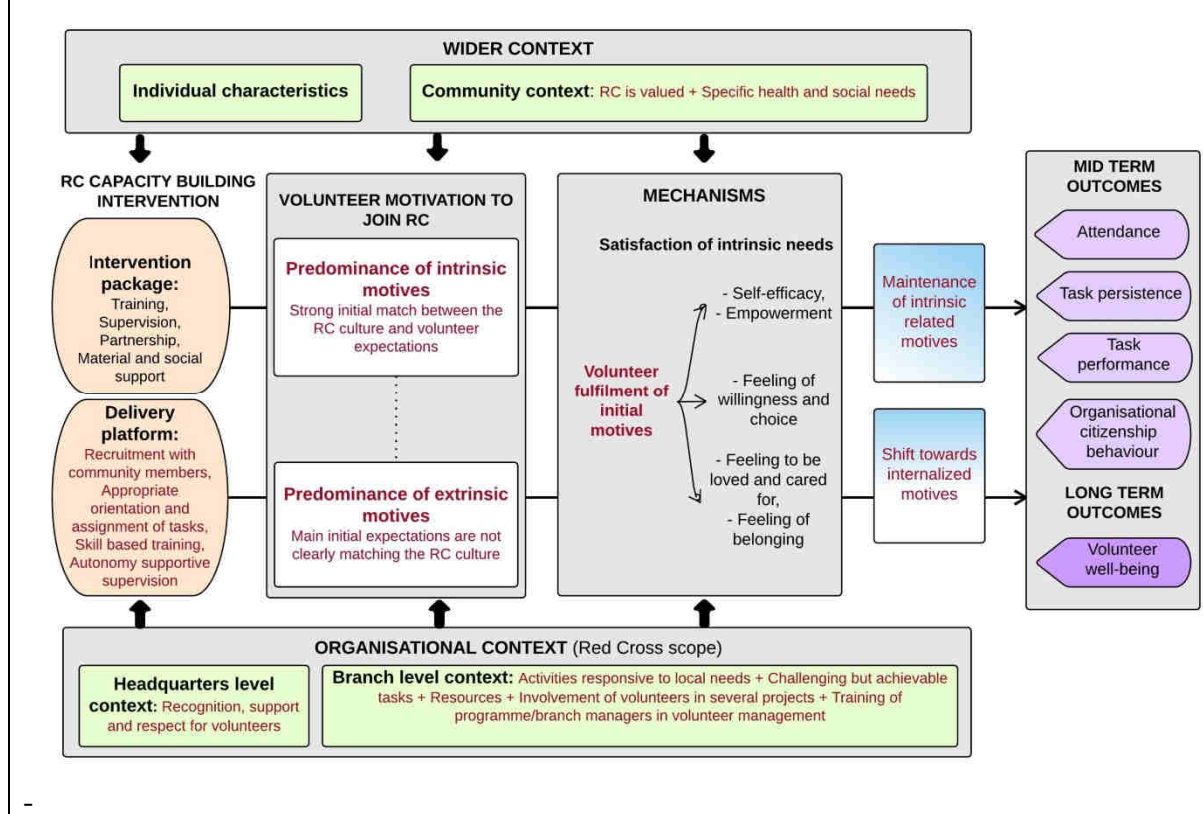 WIDER CONTEXT
Individual characteristics
Community context: RC is valued + Specific health and social needs
RC CAPACITY BUILDING
INTERVENTION
Intervention
package:
Training,
Supervision,
Partnership,
Material and social
support
Delivery
platform:
Recruitment with
community members,
Appropriate
orientation and
assignment of tasks,
Skill based training,
Autonomy supportive
supervision
VOLUNTEER MOTIVATION TO
JOIN RC
Predominance of intrinsic
motives
Strong initial match between the
RC culture and volunteer
expectations
Predominance of extrinsic
motives
Main initial expectations are not
clearly matching the RC culture
MECHANISMS
Satisfaction of intrinsic needs
Volunteer
fulfilment of
initial
motives
- Self-efficacy,
- Empowerment
- Feeling of
willingness and
choice
- Feeling to be
loved and cared
for,
- Feeling of
belonging
Maintenance
of intrinsic
related
motives
Shift towards
internalized
motives
MID TERM
OUTCOMES
Attendance
Task persistence
Task
performance
Organisational
citizenship
behaviour
LONG TERM
OUTCOMES
Volunteer
well-being
ORGANISATIONAL CONTEXT (Red Cross scope)
Headquarters level
context: Recognition, support
and respect for volunteers
Branch level context: Activities responsive to local needs + Challenging but achievable
tasks + Resources + Involvement of volunteers in several projects + Training of
programme/branch managers in volunteer management
-